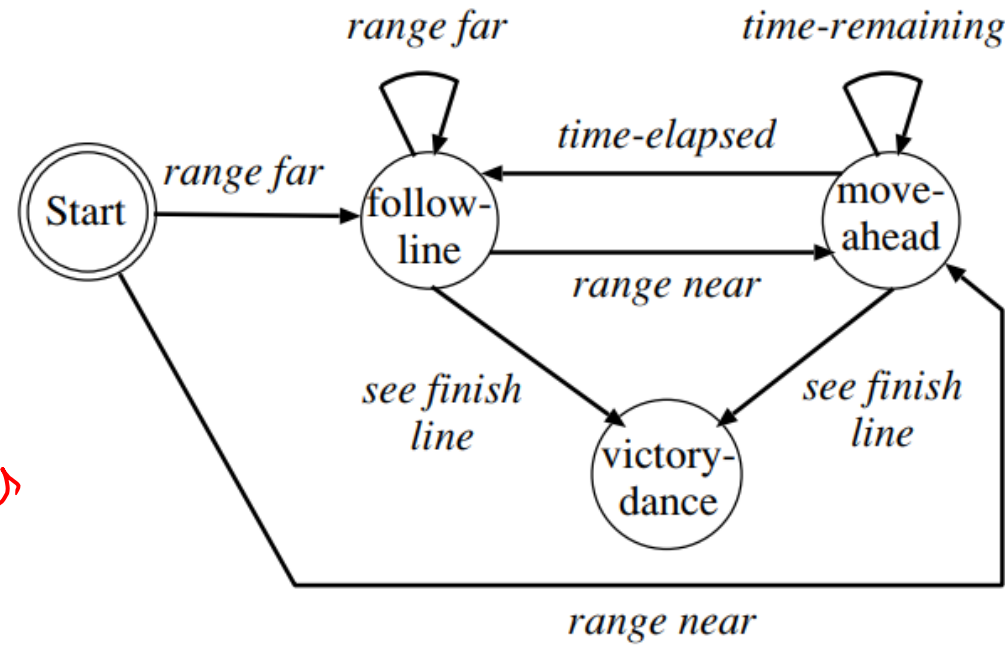 range far
time-remaining
time-elapsed
range far
Start
follow-
line
move-
ahead
range near
see finish
line
see finish
line
victory-
dance
range near